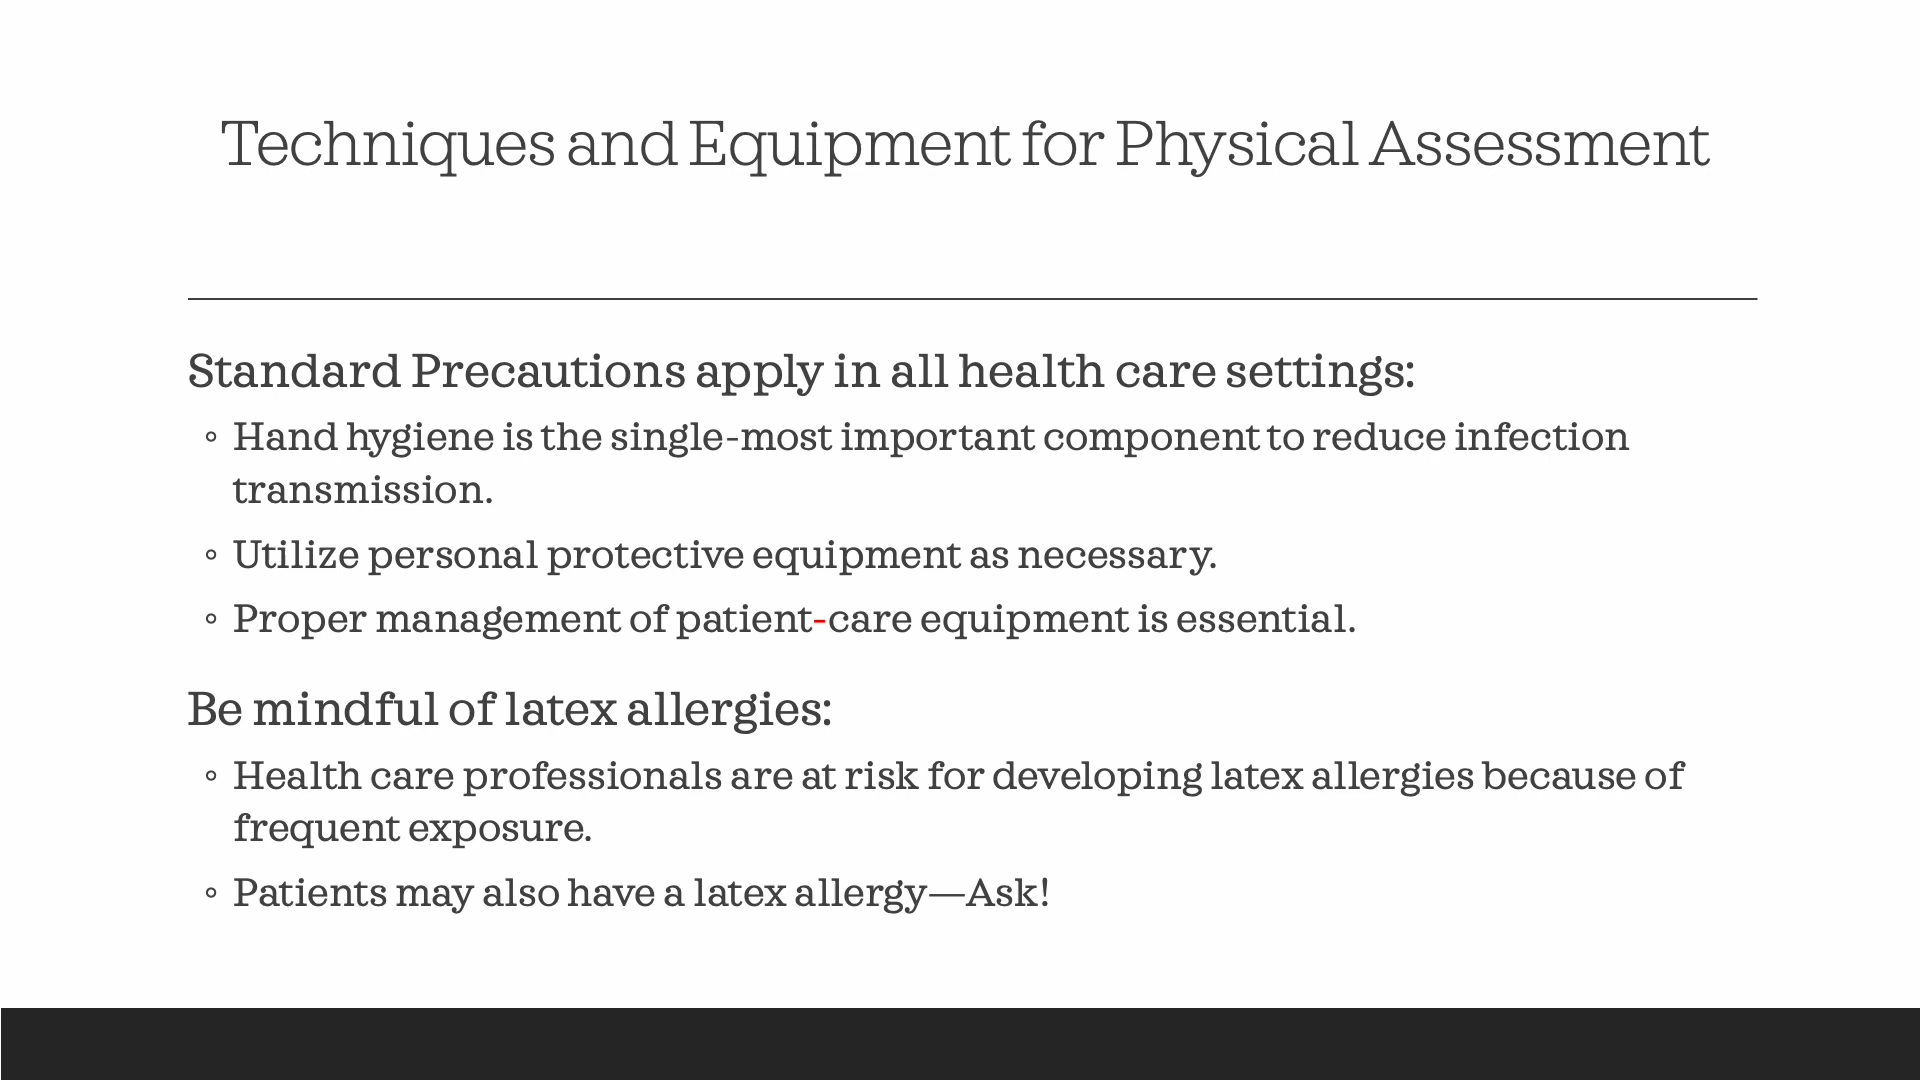 Techniques and Equipment for Physical Assessment
Standard Precautions apply in all health care settings:
◦ Hand hygiene is the single-most important component to reduce infection
transmission.
◦ Utilize personal protective equipment as necessary.
◦ Proper management of patient-care equipment is essential.
Be mindful of latex allergies:
◦ Health care professionals are at risk for developing latex allergies because of
frequent exposure.
◦ Patients may also have a latex allergy—Ask!